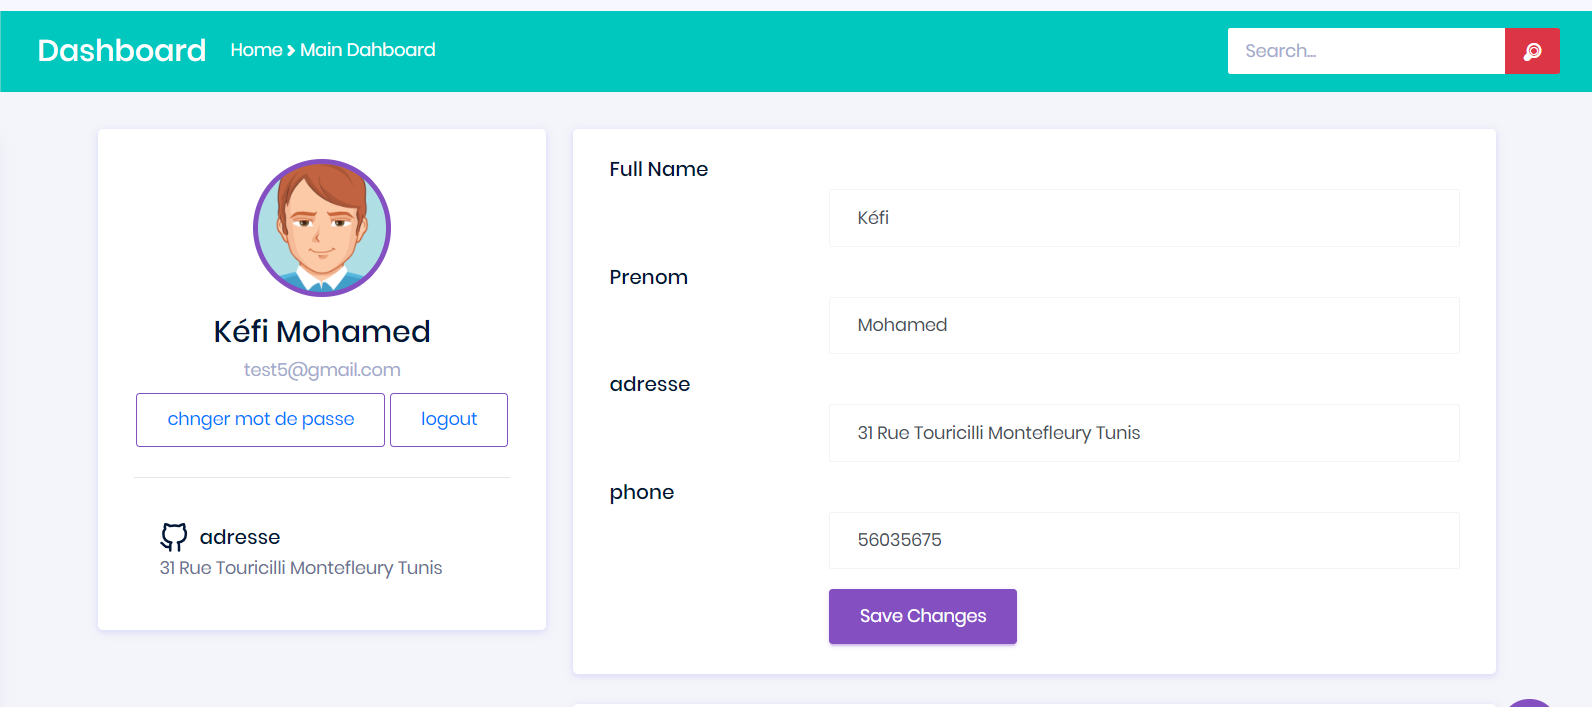 Dashboard
Home > Main Dahboard
Search...
Kéfi Mohamed
test5@gmail.com
chnger mot de passe
logout
adresse
31 Rue Touricilli Montefleury Tunis
Full Name
Kéfi
Prenom
Mohamed
adresse
31 Rue Touricilli Montefleury Tunis
phone
56035675
Save Changes